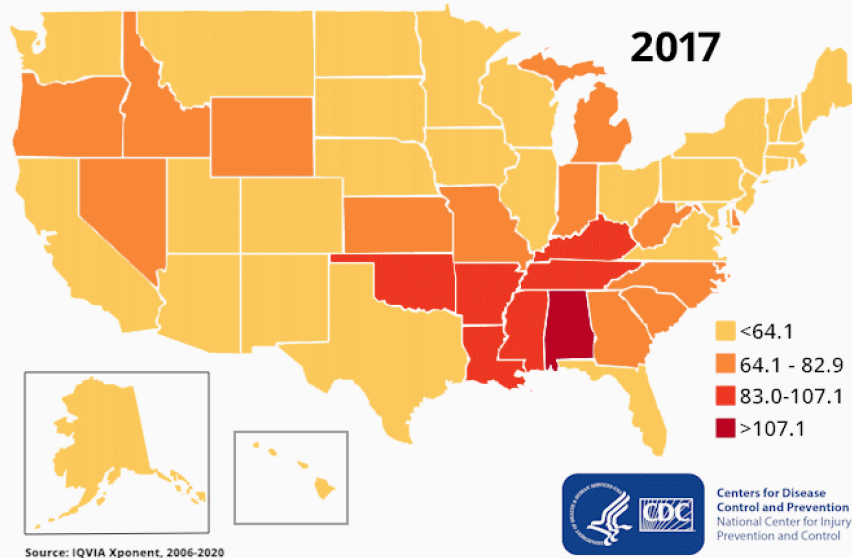 2017
<64.1
64.1 - 82.9
83.0-107.1
>107.1
CDC
Centers for Disease
Control and Prevention
National Center for Injury
Prevention and Control
Source: IQVIA Xponent, 2006-2020